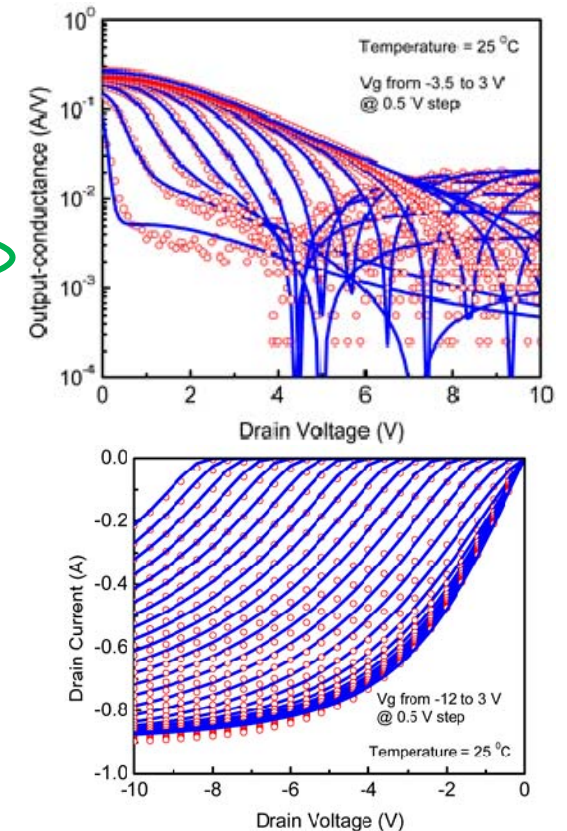 10⁰
Temperature = 25 ⁰C
Vg from -3.5 to 3 V
@ 0.5 V step
10⁻¹
10⁻²
10⁻³
10⁻⁴
Output-conductance (A/V)
0 2 4 6 8 10
Drain Voltage (V)
0.0
-0.2
-0.4
-0.6
-0.8
-1.0
Drain Current (A)
Vg from -12 to 3 V
@ 0.5 V step
Temperature = 25 ⁰C
-10 -8 -6 -4 -2 0
Drain Voltage (V)